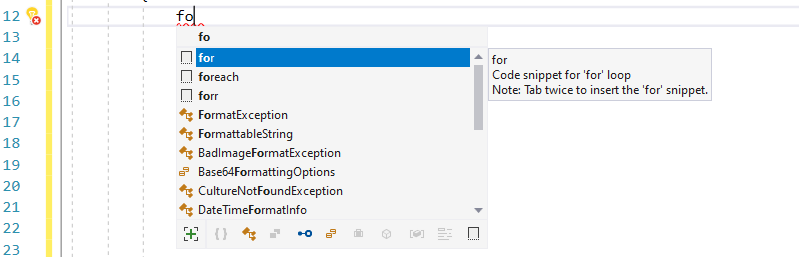 12 fo
13 fo
14 for
15 foreach
16 forr
17 FormatException
18 FormattableString
19 BadImageFormatException
20 Base64FormattingOptions
21 CultureNotFoundException
22 DateTimeFormatInfo
23
for
Code snippet for 'for' loop
Note: Tab twice to insert the 'for' snippet.